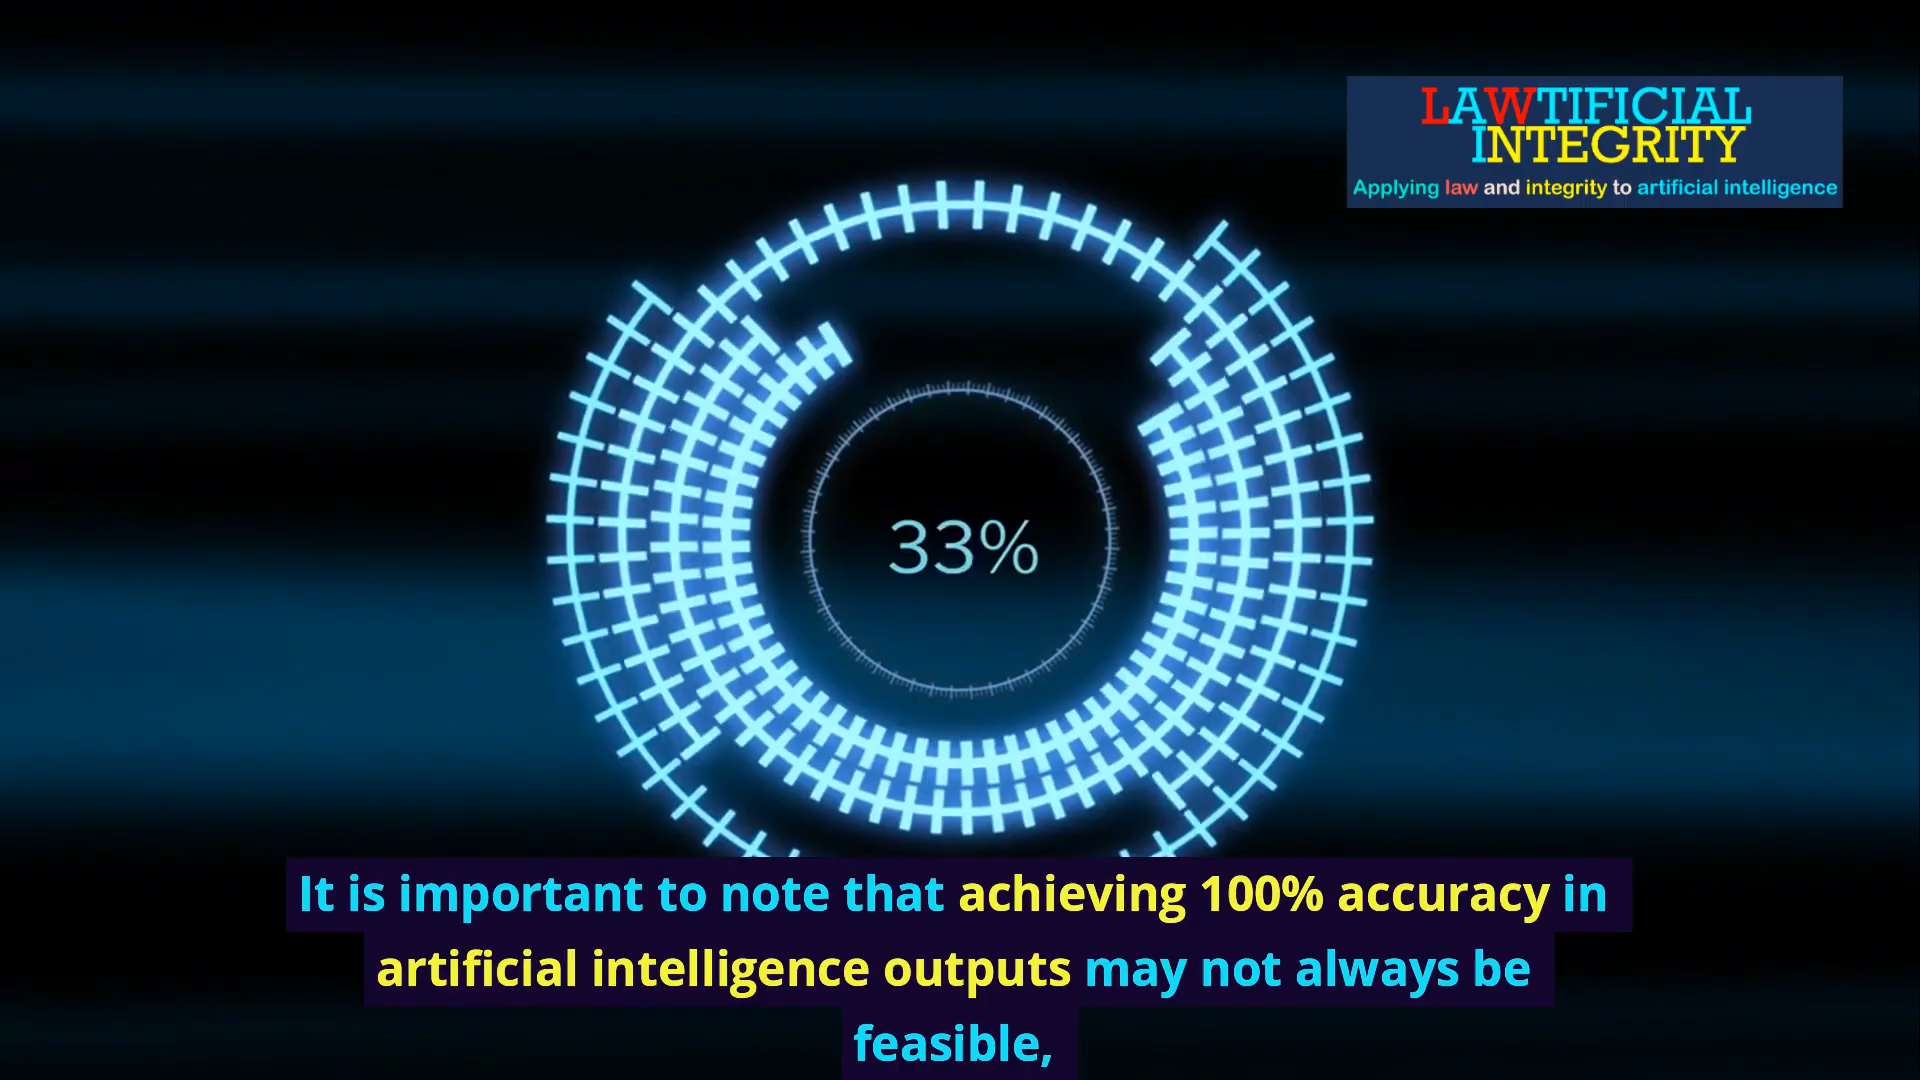 LAWTIFICIAL
INTEGRITY
Applying law and integrity to artificial intelligence
33%
It is important to note that achieving 100% accuracy in
artificial intelligence outputs may not always be
feasible,